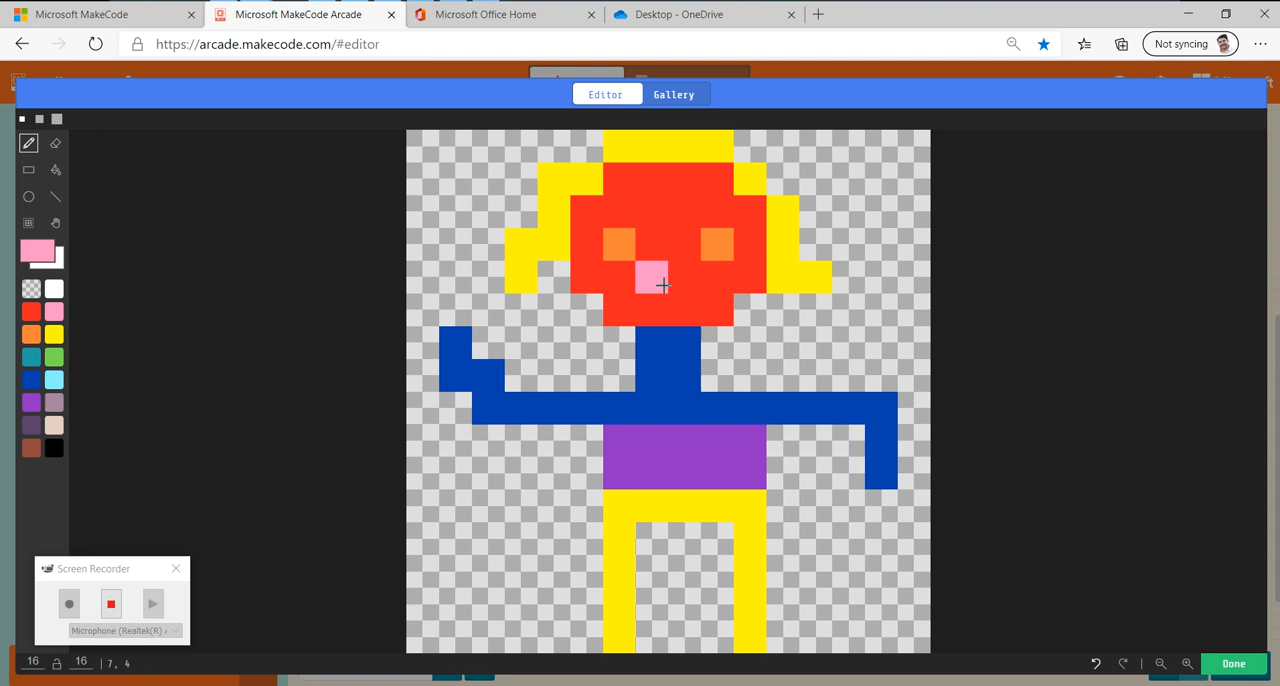 Microsoft MakeCode
Microsoft MakeCode Arcade
Microsoft Office Home
Desktop - OneDrive
https://arcade.makecode.com/#editor
Not syncing
Editor
Gallery
Screen Recorder
Microphone (Realtek(R) A
16
16
7, 4
Done